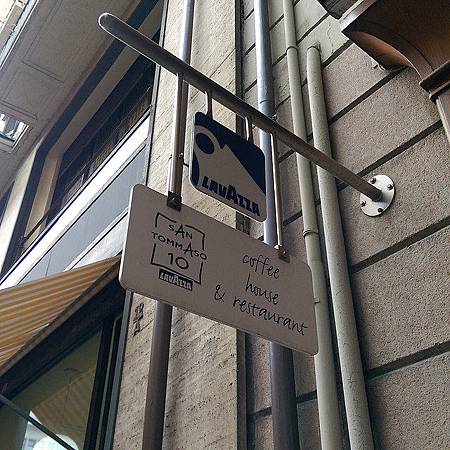 LAVAZZA
SAN
TOMMASO
10
LAVAZZA
coffee
house
& restaurant